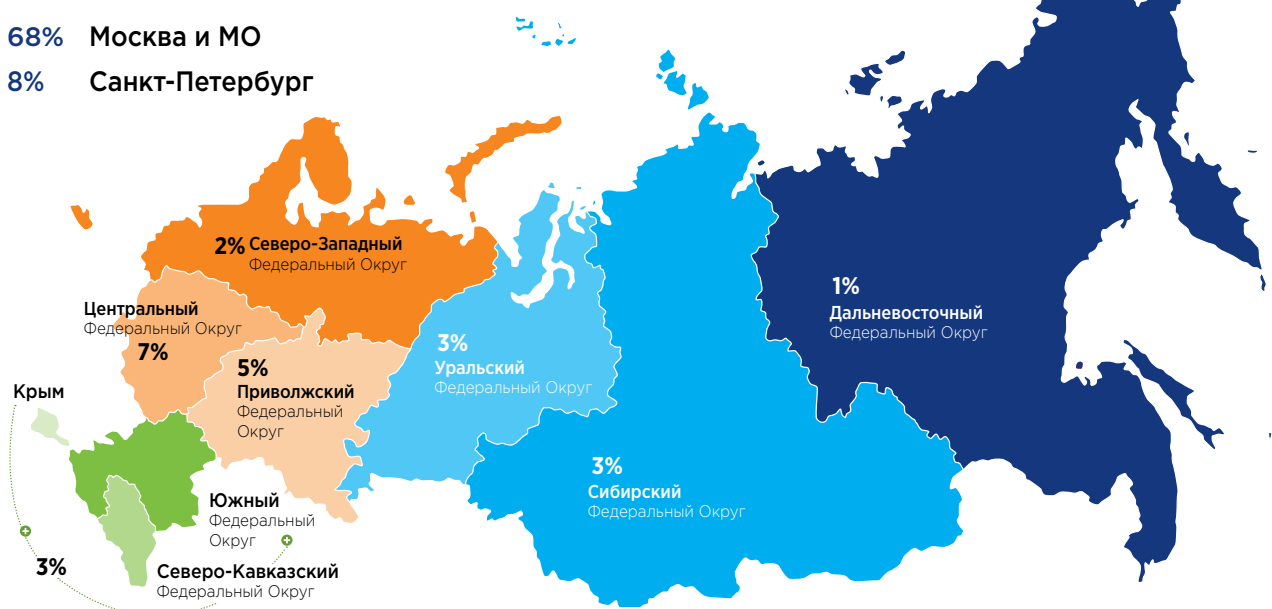 68% Москва и МО
8% Санкт-Петербург
2% Северо-Западный
Федеральный Округ
Центральный
Федеральный Округ
7%
5%
Приволжский
Федеральный
Округ
3%
Уральский
Федеральный Округ
1%
Дальневосточный
Федеральный Округ
3%
Сибирский
Федеральный Округ
Крым
Южный
Федеральный
Округ
3%
Северо-Кавказский
Федеральный Округ